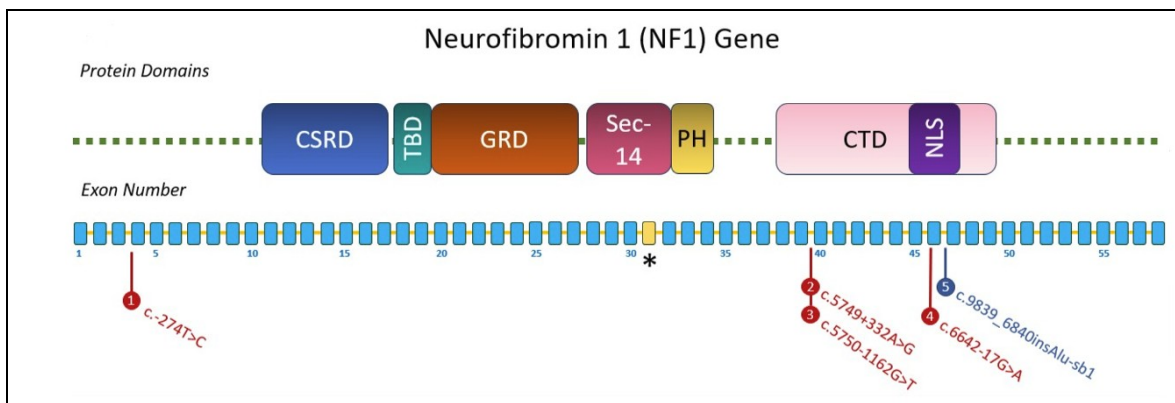 Neurofibromin 1 (NF1) Gene
Protein Domains
CSRD
TBD
GRD
Sec-
14
PH
CTD
NLS
Exon Number
1 5 10 15 20 25 30 35 40 45 50 55
*
1 c.-274T>C
2 c.5749+332A>G
3 c.5750-1162G>T
4 c.6642-17G>A
5 c.9839_6840insAlu-sb1